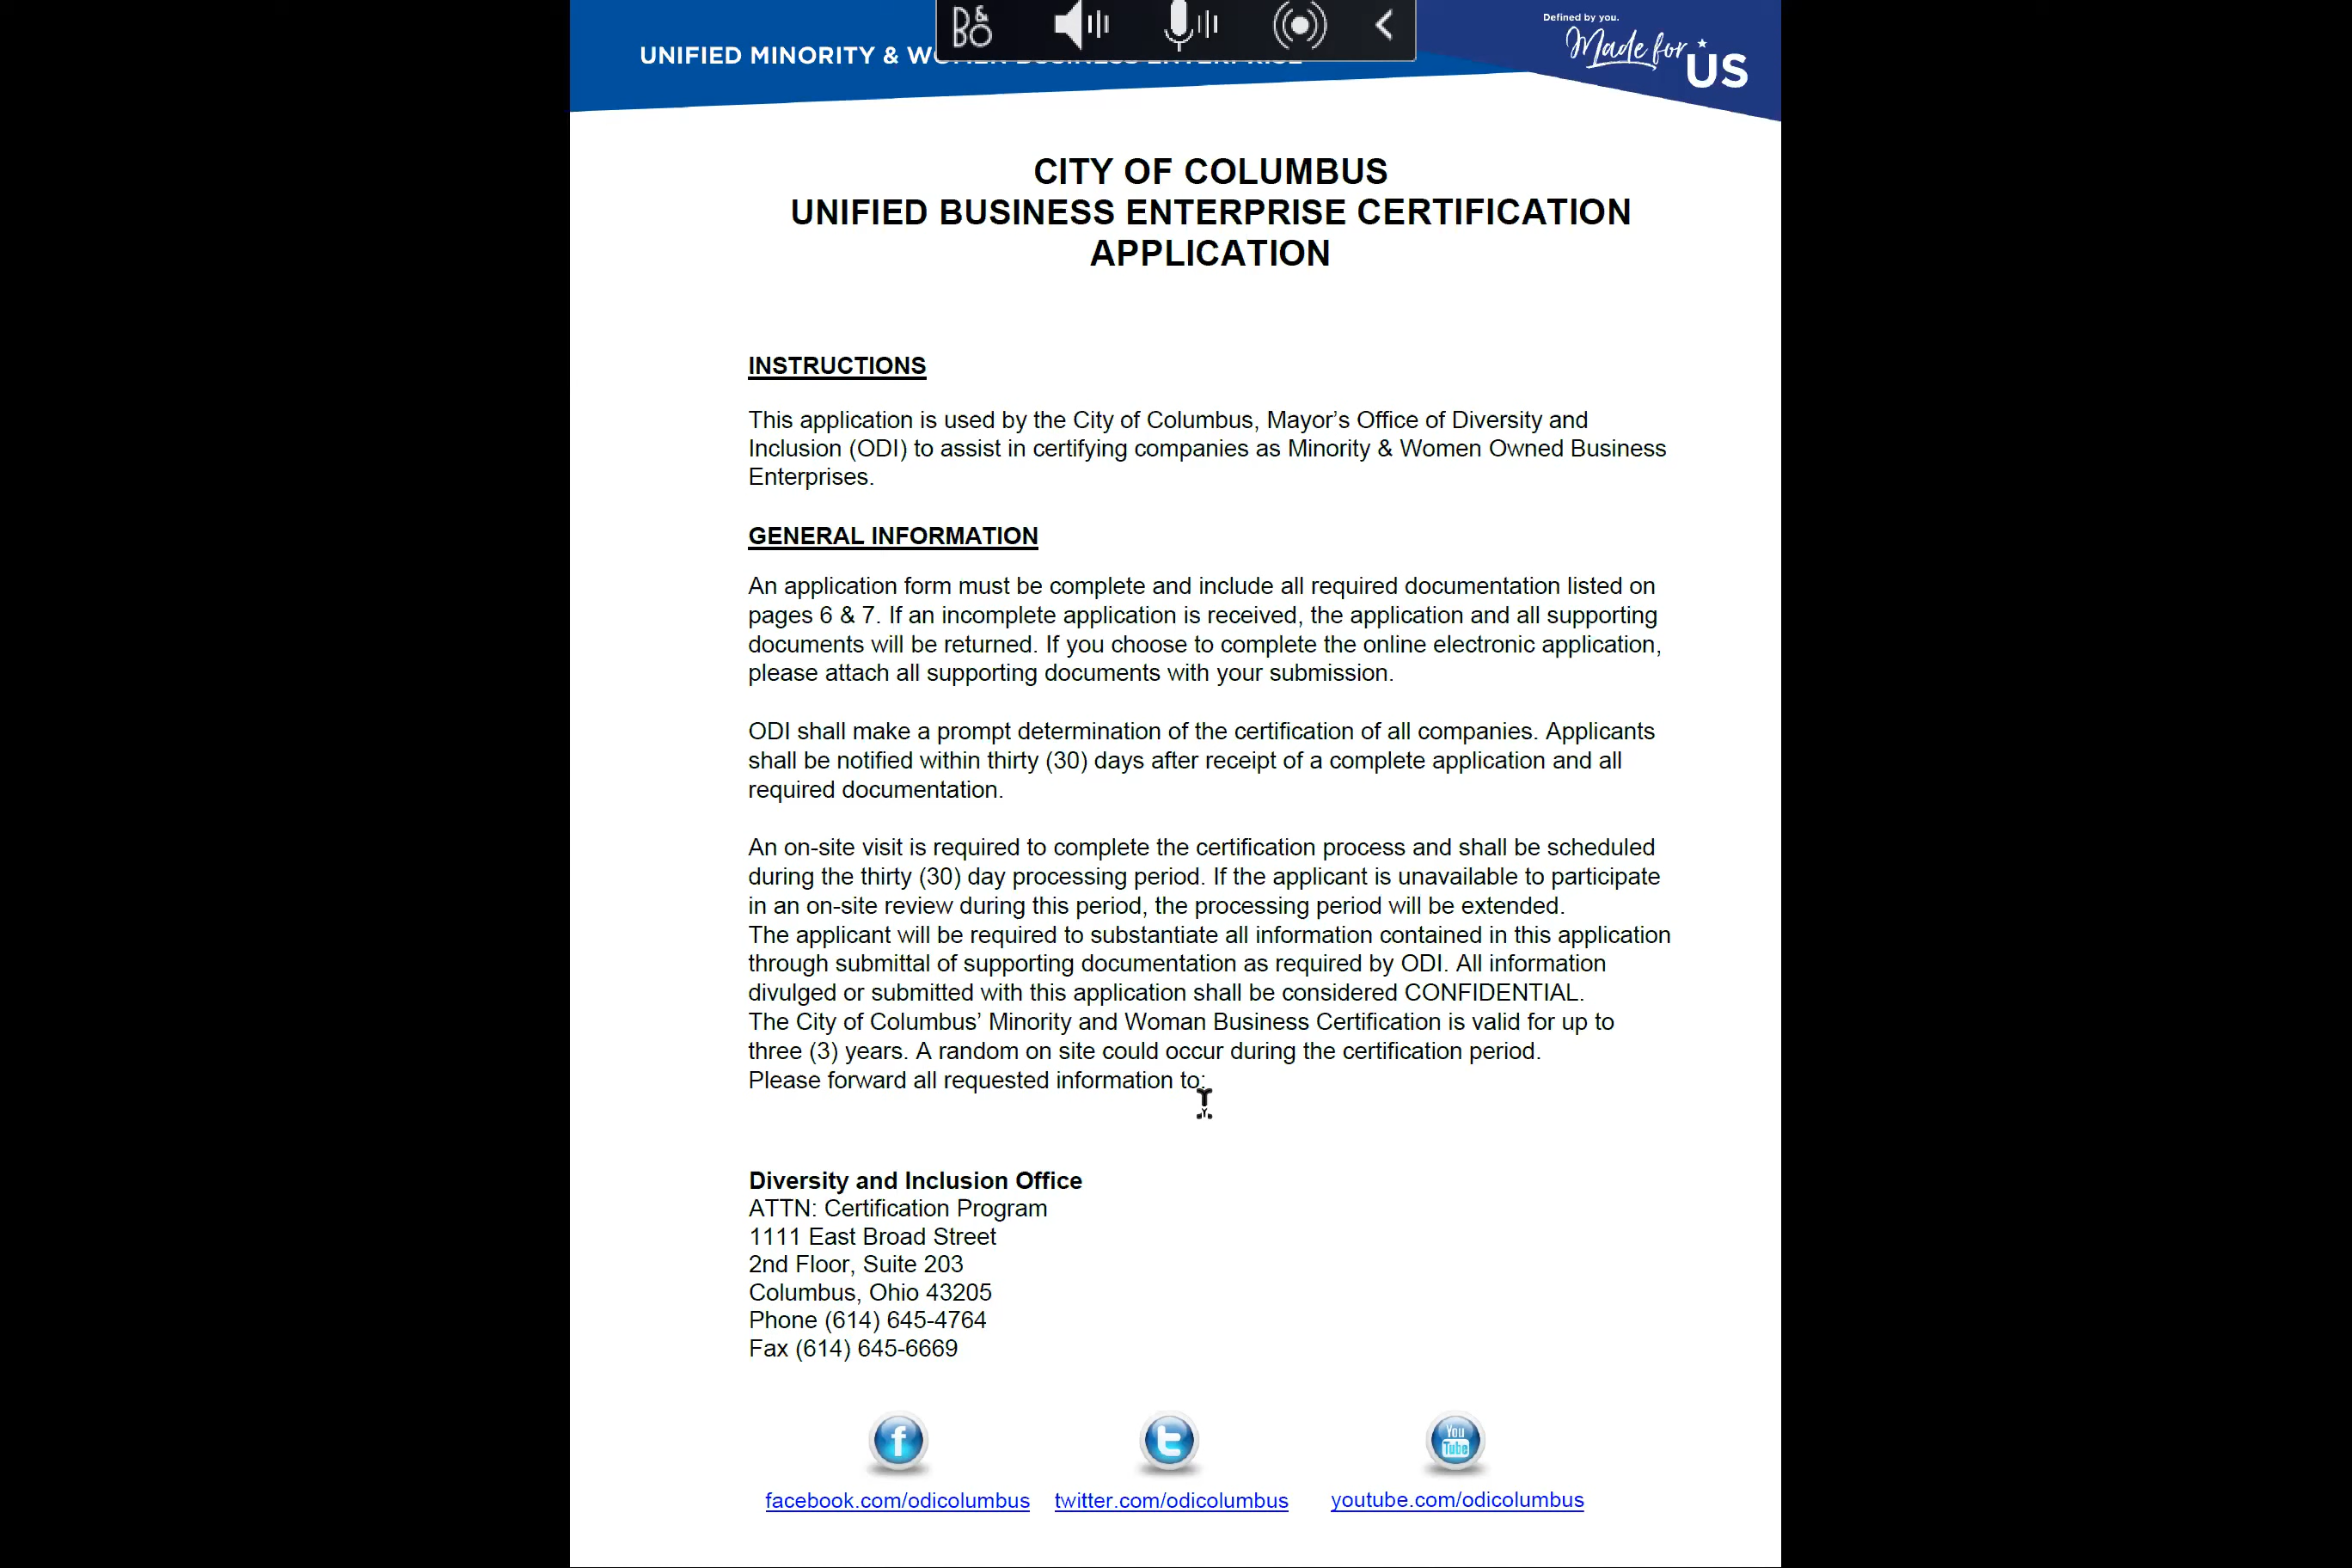 UNIFIED MINORITY & WOMEN BUSINESS ENTERPRISE
Defined by you.
Made for US
CITY OF COLUMBUS
UNIFIED BUSINESS ENTERPRISE CERTIFICATION
APPLICATION
INSTRUCTIONS
This application is used by the City of Columbus, Mayor’s Office of Diversity and
Inclusion (ODI) to assist in certifying companies as Minority & Women Owned Business
Enterprises.
GENERAL INFORMATION
An application form must be complete and include all required documentation listed on
pages 6 & 7. If an incomplete application is received, the application and all supporting
documents will be returned. If you choose to complete the online electronic application,
please attach all supporting documents with your submission.
ODI shall make a prompt determination of the certification of all companies. Applicants
shall be notified within thirty (30) days after receipt of a complete application and all
required documentation.
An on-site visit is required to complete the certification process and shall be scheduled
during the thirty (30) day processing period. If the applicant is unavailable to participate
in an on-site review during this period, the processing period will be extended.
The applicant will be required to substantiate all information contained in this application
through submittal of supporting documentation as required by ODI. All information
divulged or submitted with this application shall be considered CONFIDENTIAL.
The City of Columbus’ Minority and Woman Business Certification is valid for up to
three (3) years. A random on site could occur during the certification period.
Please forward all requested information to:
Diversity and Inclusion Office
ATTN: Certification Program
1111 East Broad Street
2nd Floor, Suite 203
Columbus, Ohio 43205
Phone (614) 645-4764
Fax (614) 645-6669
You
Tube
facebook.com/odicolumbus twitter.com/odicolumbus youtube.com/odicolumbus